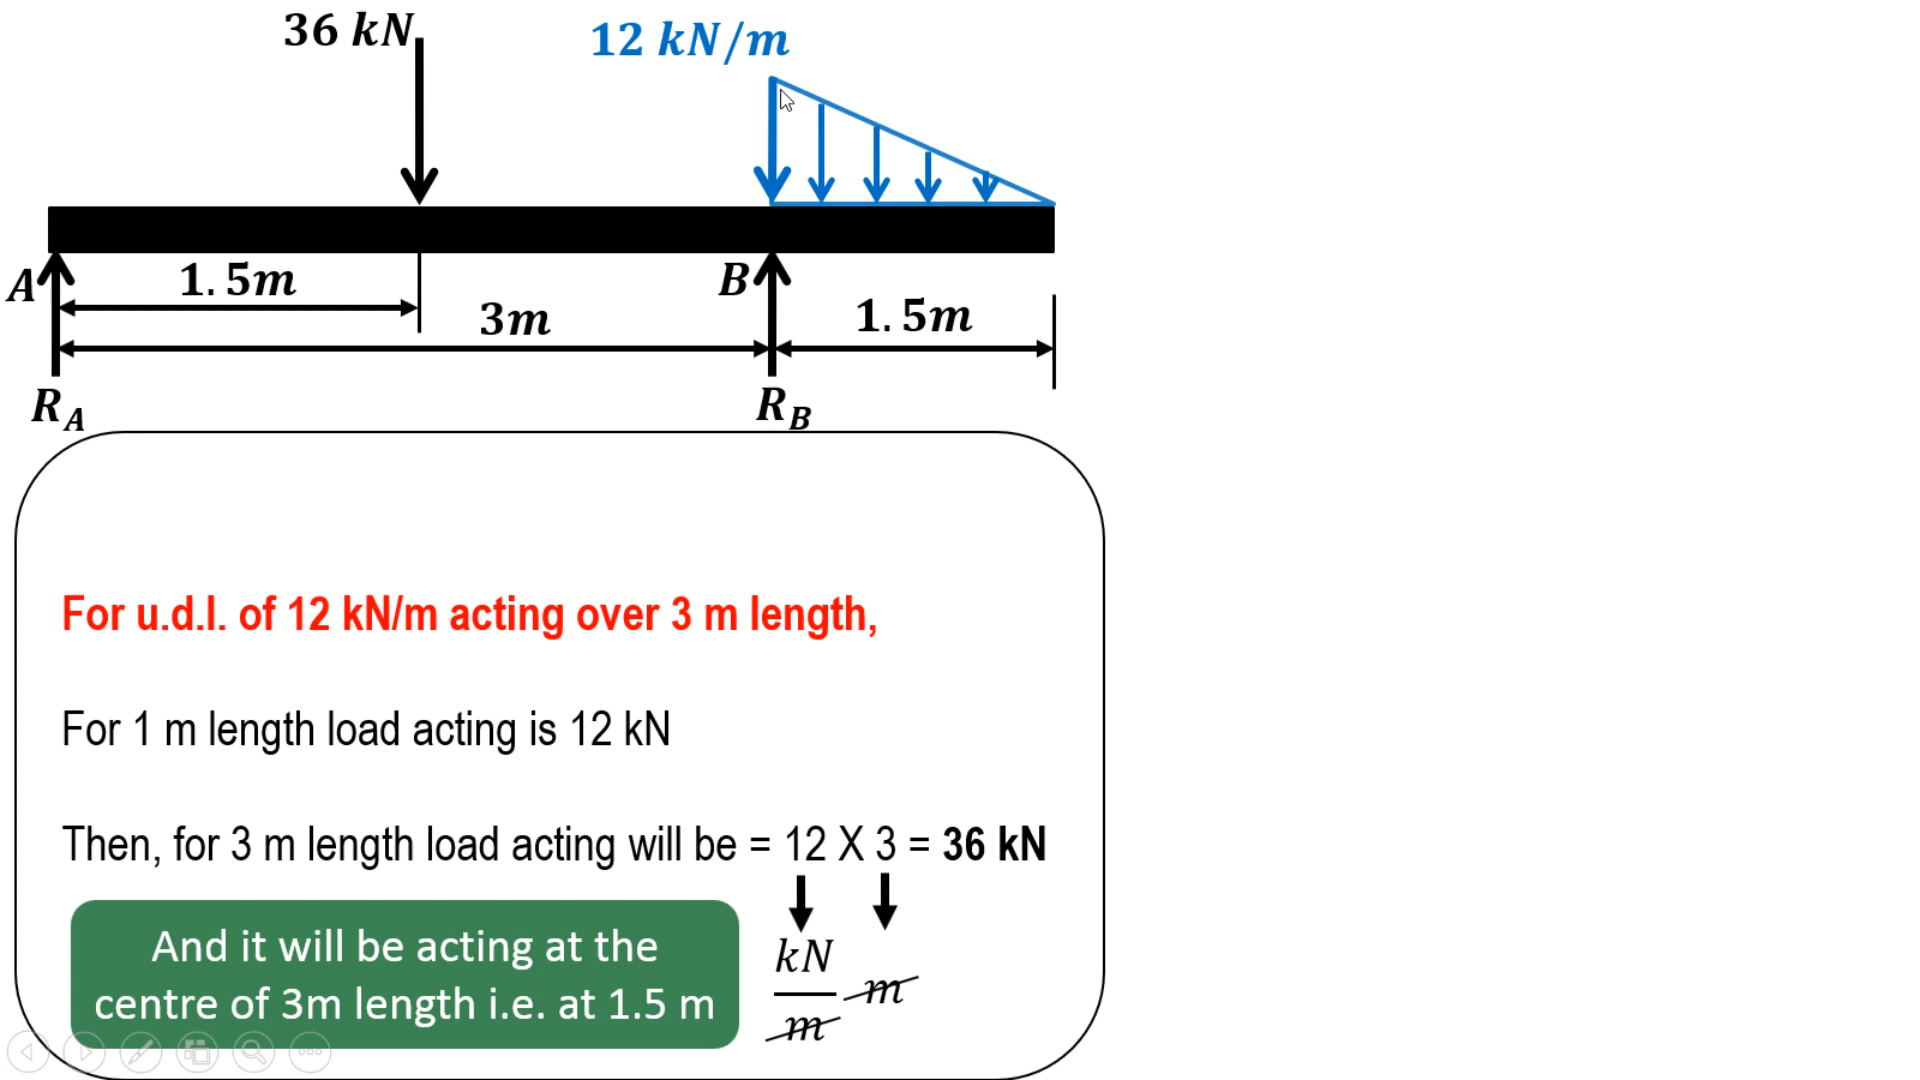 36 kN
12 kN/m
A
1.5m
B
3m
1.5m
R_A
R_B
For u.d.l. of 12 kN/m acting over 3 m length,
For 1 m length load acting is 12 kN
Then, for 3 m length load acting will be = 12 X 3 = 36 kN
And it will be acting at the
centre of 3m length i.e. at 1.5 m
kN
m
m